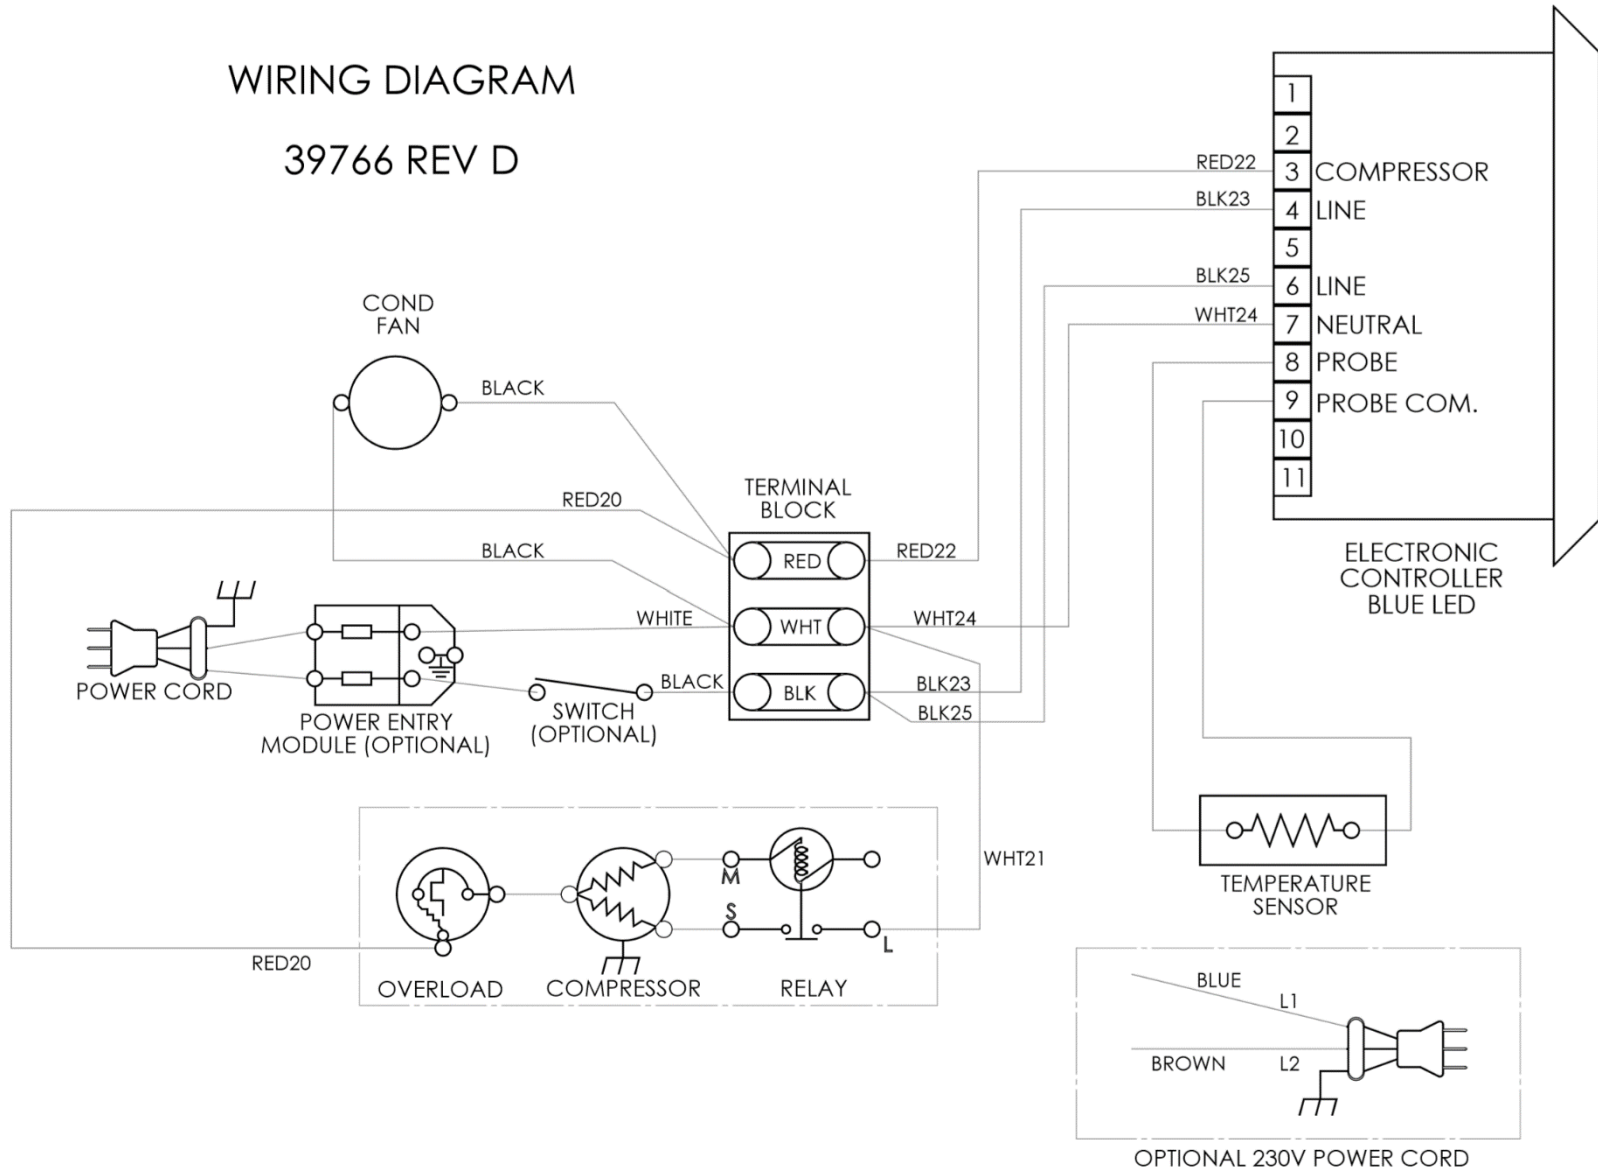 WIRING DIAGRAM
39766 REV D
1
2
RED22
3
COMPRESSOR
BLK23
4
LINE
5
BLK25
6
LINE
WHT24
7
NEUTRAL
8
PROBE
9
PROBE COM.
10
11
ELECTRONIC
CONTROLLER
BLUE LED
COND
FAN
BLACK
RED20
BLACK
TERMINAL
BLOCK
RED
RED22
WHITE
WHT
WHT24
BLACK
BLK
BLK23
BLK25
POWER CORD
POWER ENTRY
MODULE (OPTIONAL)
SWITCH
(OPTIONAL)
WHT21
M
S
L
RED20
OVERLOAD
COMPRESSOR
RELAY
TEMPERATURE
SENSOR
BLUE
L1
BROWN
L2
OPTIONAL 230V POWER CORD